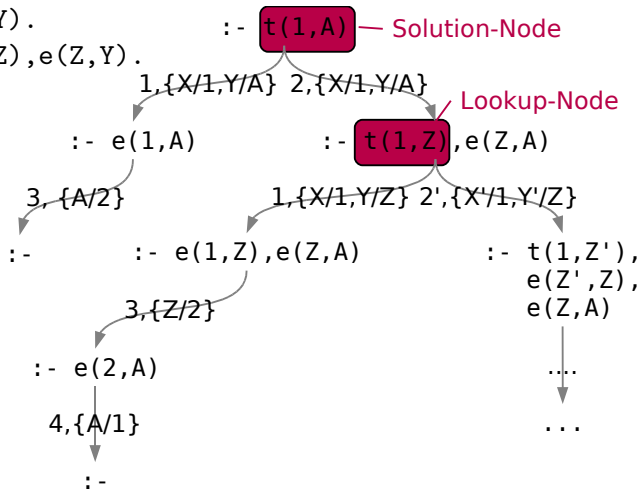 Y).
:- t(1,A) Solution-Node
Z),e(Z,Y).
1,{X/1,Y/A} 2,{X/1,Y/A}
Lookup-Node
:- e(1,A) :- t(1,Z),e(Z,A)
3, {A/2} 1,{X/1,Y/Z} 2',{X'/1,Y'/Z}
:- :- e(1,Z),e(Z,A) :- t(1,Z'),
e(Z',Z),
e(Z,A)
3,{Z/2}
:- e(2,A) ....
4,{A/1} ...
:-